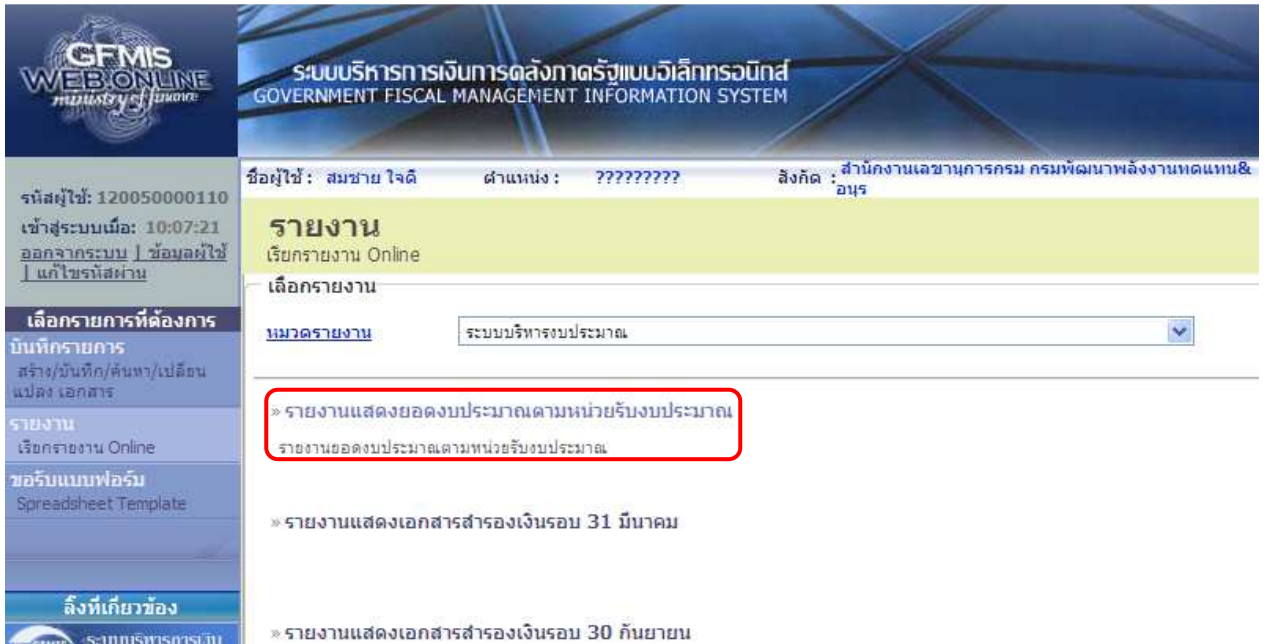 GFMIS
WEB ONLINE
ministry of finance
ระบบบริหารการเงินการคลังภาครัฐแบบอิเล็กทรอนิกส์
GOVERNMENT FISCAL MANAGEMENT INFORMATION SYSTEM
ชื่อผู้ใช้ : สมชาย ใจดี ตำแหน่ง : ????????? สังกัด : สำนักงานเลขานุการกรม กรมพัฒนาพลังงานทดแทน&
อนุร
รหัสผู้ใช้: 120050000110
เข้าสู่ระบบเมื่อ: 10:07:21
ออกจากระบบ | ข้อมูลผู้ใช้
| แก้ไขรหัสผ่าน
เลือกรายการที่ต้องการ
บันทึกรายการ
สร้าง/บันทึก/ค้นหา/เปลี่ยน
แปลง เอกสาร
รายงาน
เรียกรายงาน Online
ขอรับแบบฟอร์ม
Spreadsheet Template
ลิ้งที่เกี่ยวข้อง
ระบบบริหารการเงิน
รายงาน
เรียกรายงาน Online
เลือกรายงาน
หมวดรายงาน ระบบบริหารงบประมาณ
» รายงานแสดงยอดงบประมาณตามหน่วยรับงบประมาณ
รายงานยอดงบประมาณตามหน่วยรับงบประมาณ
» รายงานแสดงเอกสารสำรองเงินรอบ 31 มีนาคม
» รายงานแสดงเอกสารสำรองเงินรอบ 30 กันยายน